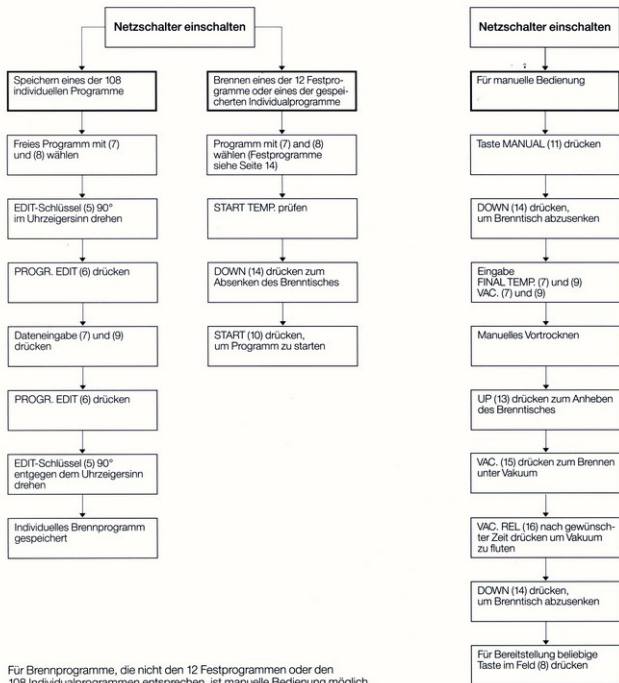 Netzschalter einschalten
Speichern eines der 108
individuellen Programme
Freies Programm mit (7)
und (8) wählen
EDIT-Schlüssel (5) 90°
im Uhrzeigersinn drehen
PROGR. EDIT (6) drücken
Dateneingabe (7) und (9)
drücken
PROGR. EDIT (6) drücken
EDIT-Schlüssel (5) 90°
entgegen dem Uhrzeigersinn
drehen
Individuelles Brennprogramm
gespeichert
Brennen eines der 12 Festpro-
gramme oder eines der gespei-
cherten Individualprogramme
Programm mit (7) and (8)
wählen (Festprogramme
siehe Seite 14)
START TEMP. prüfen
DOWN (14) drücken zum
Absenken des Brenntisches
START (10) drücken,
um Programm zu starten
Netzschalter einschalten
Für manuelle Bedienung
Taste MANUAL (11) drücken
DOWN (14) drücken,
um Brenntisch abzusenken
Eingabe
FINAL TEMP. (7) und (9)
VAC. (7) und (9)
Manuelles Vortrocknen
UP (13) drücken zum Anheben
des Brenntisches
VAC. (15) drücken zum Brennen
unter Vakuum
VAC. REL (16) nach gewünsch-
ter Zeit drücken um Vakuum
zu fluten
DOWN (14) drücken,
um Brenntisch abzusenken
Für Bereitstellung beliebige
Taste im Feld (8) drücken
Für Brennprogramme, die nicht den 12 Festprogrammen oder den
108 Individualprogrammen entsprechen, ist manuelle Bedienung möglich